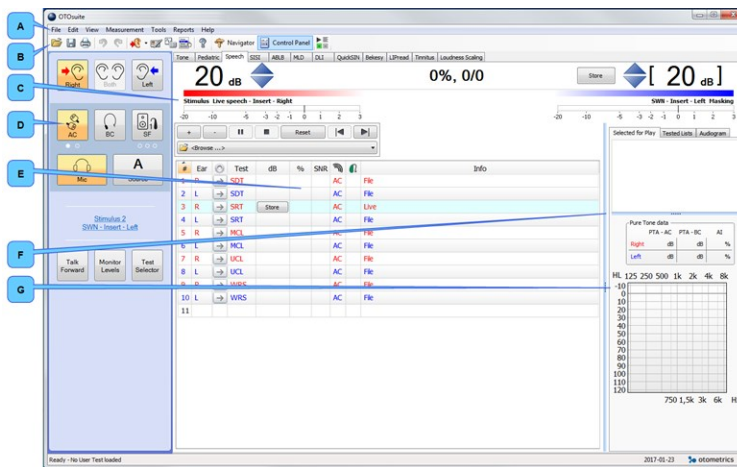 OTOsuite
A
File Edit View Measurement Tools Reports Help
B
Navigator Control Panel
Tone Pediatric Speech SISI ABLB MLD DLI QuickSIN Bekesy LIPread Tinnitus Loudness Scaling
Right Both Left
20 dB 0%, 0/0 Store [ 20 dB ]
C
Stimulus Live speech - Insert - Right SWN - Insert - Left Masking
-20 -10 -5 -3 -2 -1 0 1 2 3 -20 -10 -5 -3 -2 -1 0 1 2 3
D
AC BC SF
+ - Reset
Selected for Play Tested Lists Audiogram
<Browse ...>
E
Mic A
# Ear Test dB % SNR Info
1 R SDT AC File
2 L SDT AC File
3 R SRT Store AC Live
4 L SRT AC File
5 R MCL AC File
6 L MCL AC File
7 R UCL AC File
8 L UCL AC File
9 R WRS AC File
10 L WRS AC File
11
Stimulus 2
SWN - Insert - Left
F
Talk Forward Monitor Levels Test Selector
Pure Tone data
PTA - AC PTA - BC AI
Right dB dB %
Left dB dB %
G
HL 125 250 500 1k 2k 4k 8k
-10
0
10
20
30
40
50
60
70
80
90
100
110
120
750 1,5k 3k 6k H
Ready - No User Test loaded 2017-01-23 otometrics